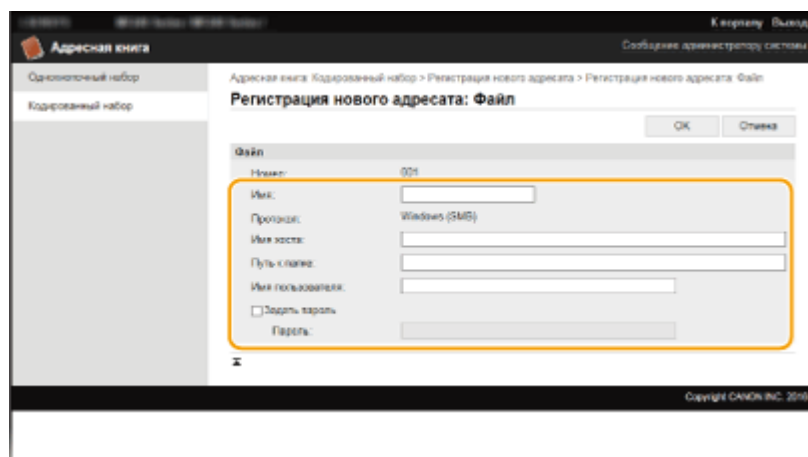 К порталу Выход
Адресная книга
Сообщение администратору системы
Однокнопочный набор
Кодированный набор
Адресная книга: Кодированный набор > Регистрация нового адресата > Регистрация нового адресата: Файл
Регистрация нового адресата: Файл
OK Отмена
Файл
Номер: 001
Имя:
Протокол: Windows (SMB)
Имя хоста:
Путь к папке:
Имя пользователя:
Задать пароль
Пароль:
Copyright CANON INC. 2016